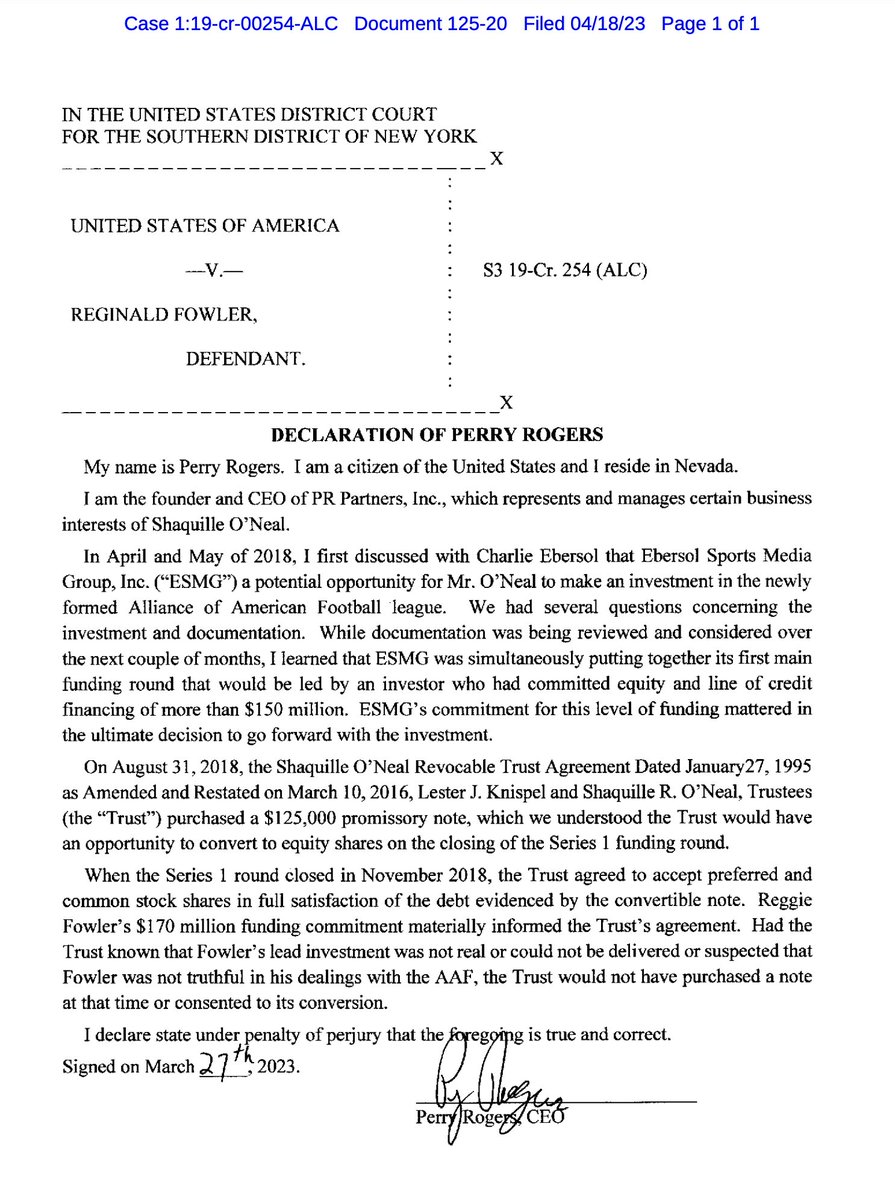 Case 1:19-cr-00254-ALC Document 125-20 Filed 04/18/23 Page 1 of 1
IN THE UNITED STATES DISTRICT COURT
FOR THE SOUTHERN DISTRICT OF NEW YORK
_ _ _ _ _ _ _ _ _ _ _ _ _ _ _ _ _ _ _ _ _ _ _ _ _ _ _ _ _ _ X
:
:
UNITED STATES OF AMERICA :
:
—V.— : S3 19-Cr. 254 (ALC)
:
REGINALD FOWLER, :
:
DEFENDANT. :
:
_ _ _ _ _ _ _ _ _ _ _ _ _ _ _ _ _ _ _ _ _ _ _ _ _ _ _ _ _ _ _X
DECLARATION OF PERRY ROGERS
My name is Perry Rogers. I am a citizen of the United States and I reside in Nevada.
I am the founder and CEO of PR Partners, Inc., which represents and manages certain business
interests of Shaquille O’Neal.
In April and May of 2018, I first discussed with Charlie Ebersol that Ebersol Sports Media
Group, Inc. (“ESMG”) a potential opportunity for Mr. O’Neal to make an investment in the newly
formed Alliance of American Football league. We had several questions concerning the
investment and documentation. While documentation was being reviewed and considered over
the next couple of months, I learned that ESMG was simultaneously putting together its first main
funding round that would be led by an investor who had committed equity and line of credit
financing of more than $150 million. ESMG’s commitment for this level of funding mattered in
the ultimate decision to go forward with the investment.
On August 31, 2018, the Shaquille O’Neal Revocable Trust Agreement Dated January27, 1995
as Amended and Restated on March 10, 2016, Lester J. Knispel and Shaquille R. O’Neal, Trustees
(the “Trust”) purchased a $125,000 promissory note, which we understood the Trust would have
an opportunity to convert to equity shares on the closing of the Series 1 funding round.
When the Series 1 round closed in November 2018, the Trust agreed to accept preferred and
common stock shares in full satisfaction of the debt evidenced by the convertible note. Reggie
Fowler’s $170 million funding commitment materially informed the Trust’s agreement. Had the
Trust known that Fowler’s lead investment was not real or could not be delivered or suspected that
Fowler was not truthful in his dealings with the AAF, the Trust would not have purchased a note
at that time or consented to its conversion.
I declare state under penalty of perjury that the foregoing is true and correct.
Signed on March 27th, 2023.
Perry Rogers, CEO